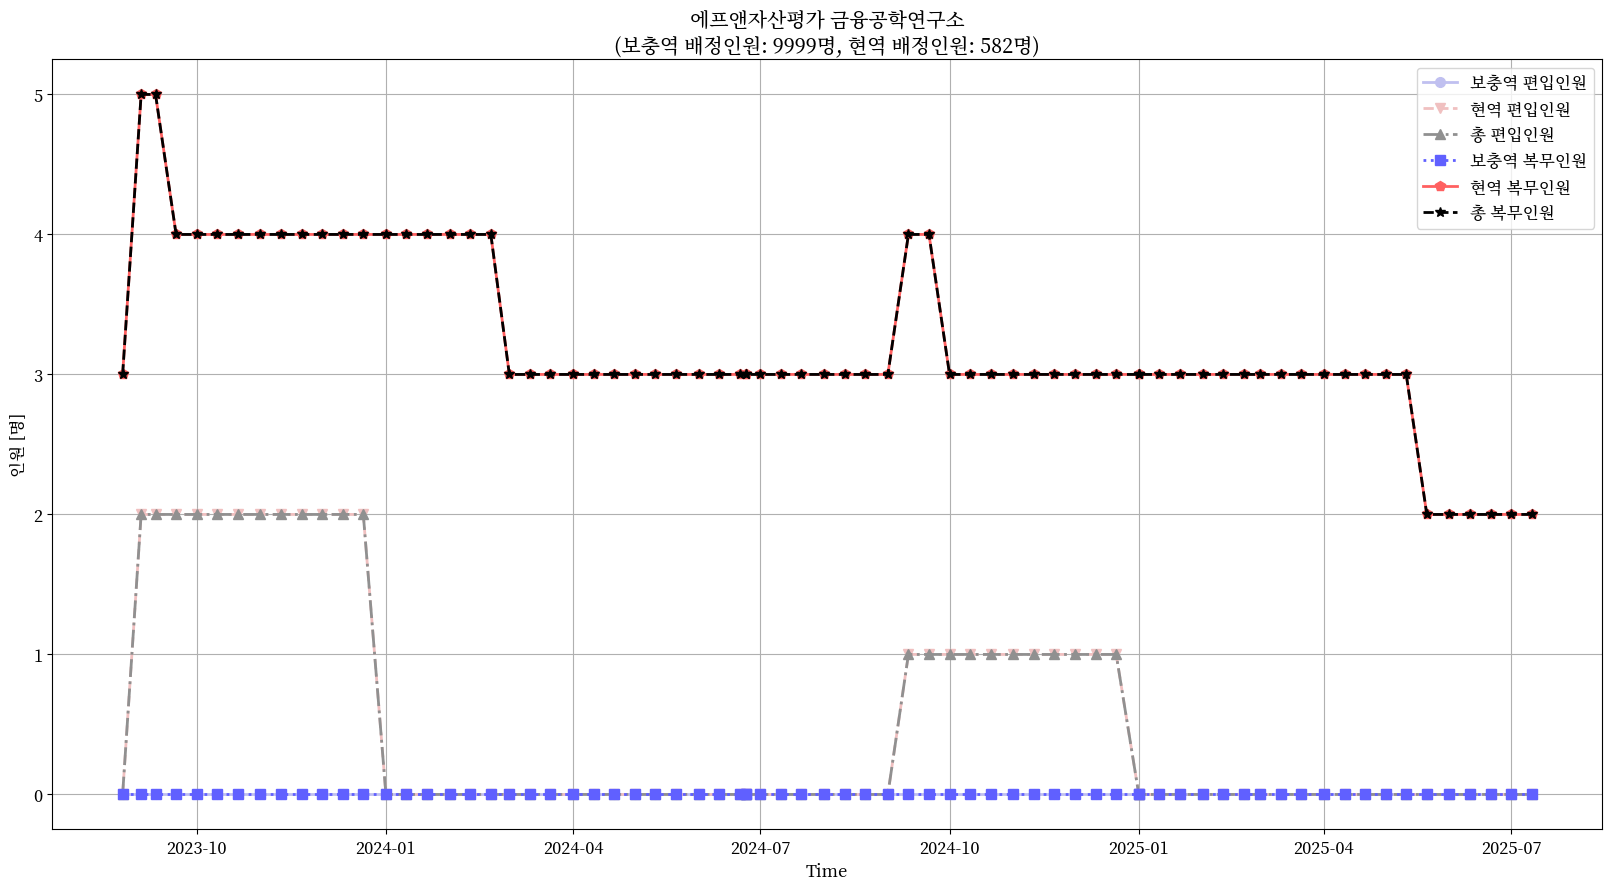 에프앤자산평가 금융공학연구소
(보충역 배정인원: 9999명, 현역 배정인원: 582명)
보충역 편입인원
현역 편입인원
총 편입인원
보충역 복무인원
현역 복무인원
총 복무인원
인원 [명]
5
4
3
2
1
0
2023-10
2024-01
2024-04
2024-07
2024-10
2025-01
2025-04
2025-07
Time